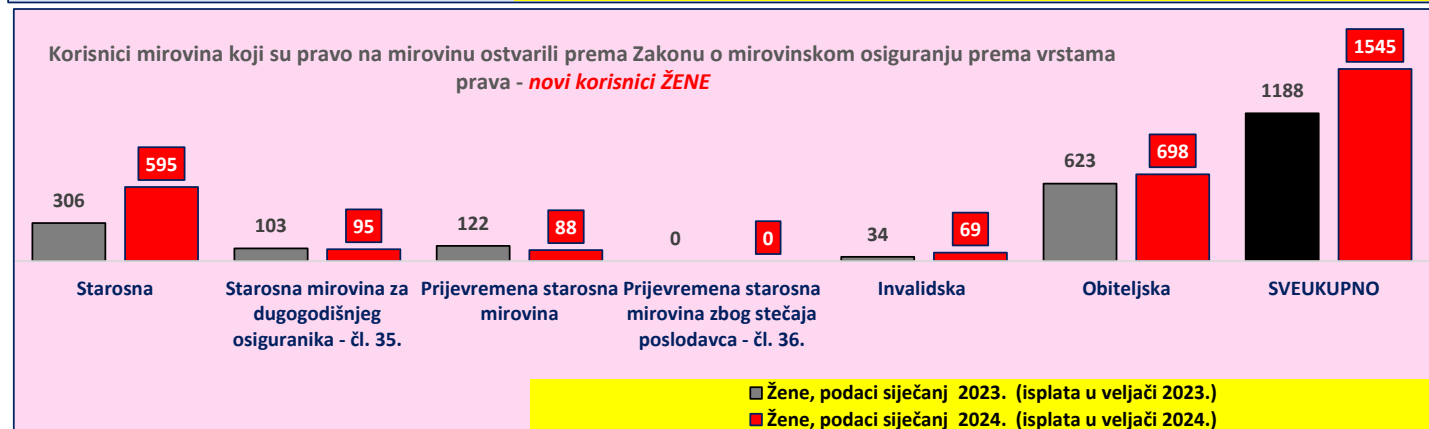 Korisnici mirovina koji su pravo na mirovinu ostvarili prema Zakonu o mirovinskom osiguranju prema vrstama
prava - novi korisnici ŽENE
306
595
103
95
122
88
0
0
34
69
623
698
1188
1545
Starosna
Starosna mirovina za
dugogodišnjeg
osiguranika - čl. 35.
Prijevremena starosna
mirovina
Prijevremena starosna
mirovina zbog stečaja
poslodavca - čl. 36.
Invalidska
Obiteljska
SVEUKUPNO
Žene, podaci siječanj 2023. (isplata u veljači 2023.)
Žene, podaci siječanj 2024. (isplata u veljači 2024.)